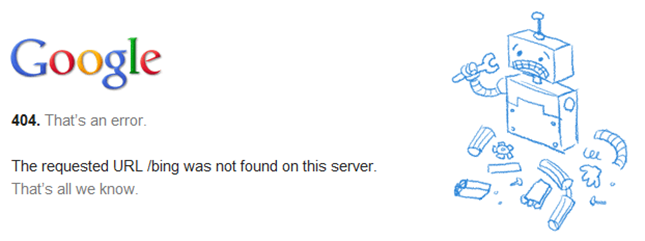 Google
404. That's an error.
The requested URL /bing was not found on this server.
That's all we know.